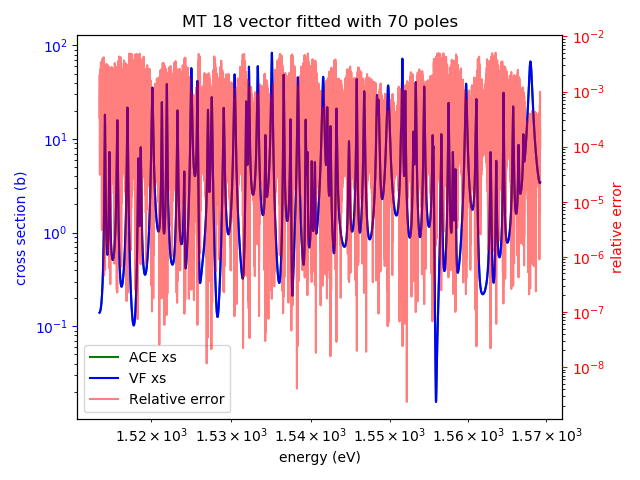 MT 18 vector fitted with 70 poles
10²
10¹
10⁰
10⁻¹
cross section (b)
10⁻²
10⁻³
10⁻⁴
10⁻⁵
10⁻⁶
10⁻⁷
10⁻⁸
relative error
ACE xs
VF xs
Relative error
1.52×10³ 1.53×10³ 1.54×10³ 1.55×10³ 1.56×10³ 1.57×10³
energy (eV)